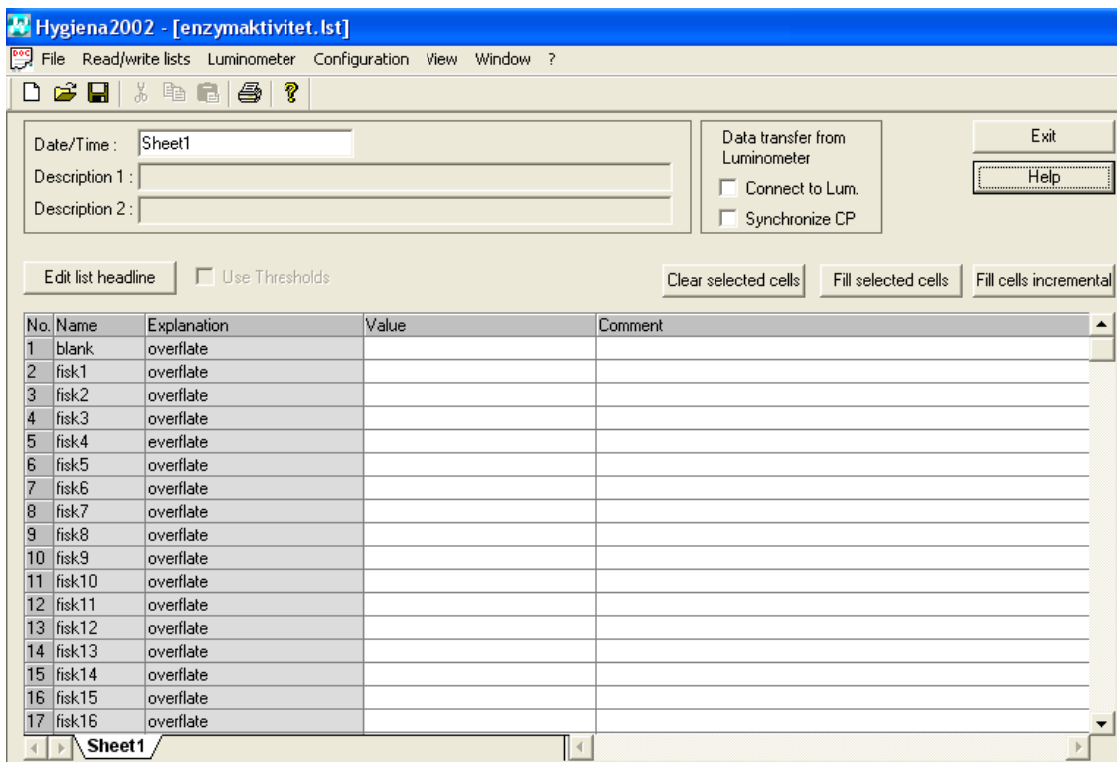 Hygiena2002 - [enzymaktivitet.lst]
File Read/write lists Luminometer Configuration View Window ?
Date/Time : Sheet1
Description 1 :
Description 2 :
Data transfer from
Luminometer
Connect to Lum.
Synchronize CP
Exit
Help
Edit list headline Use Thresholds Clear selected cells Fill selected cells Fill cells incremental
No. Name Explanation Value Comment
1 blank overflate
2 fisk1 overflate
3 fisk2 overflate
4 fisk3 overflate
5 fisk4 everflate
6 fisk5 overflate
7 fisk6 overflate
8 fisk7 overflate
9 fisk8 overflate
10 fisk9 overflate
11 fisk10 overflate
12 fisk11 overflate
13 fisk12 overflate
14 fisk13 overflate
15 fisk14 overflate
16 fisk15 overflate
17 fisk16 overflate
Sheet1